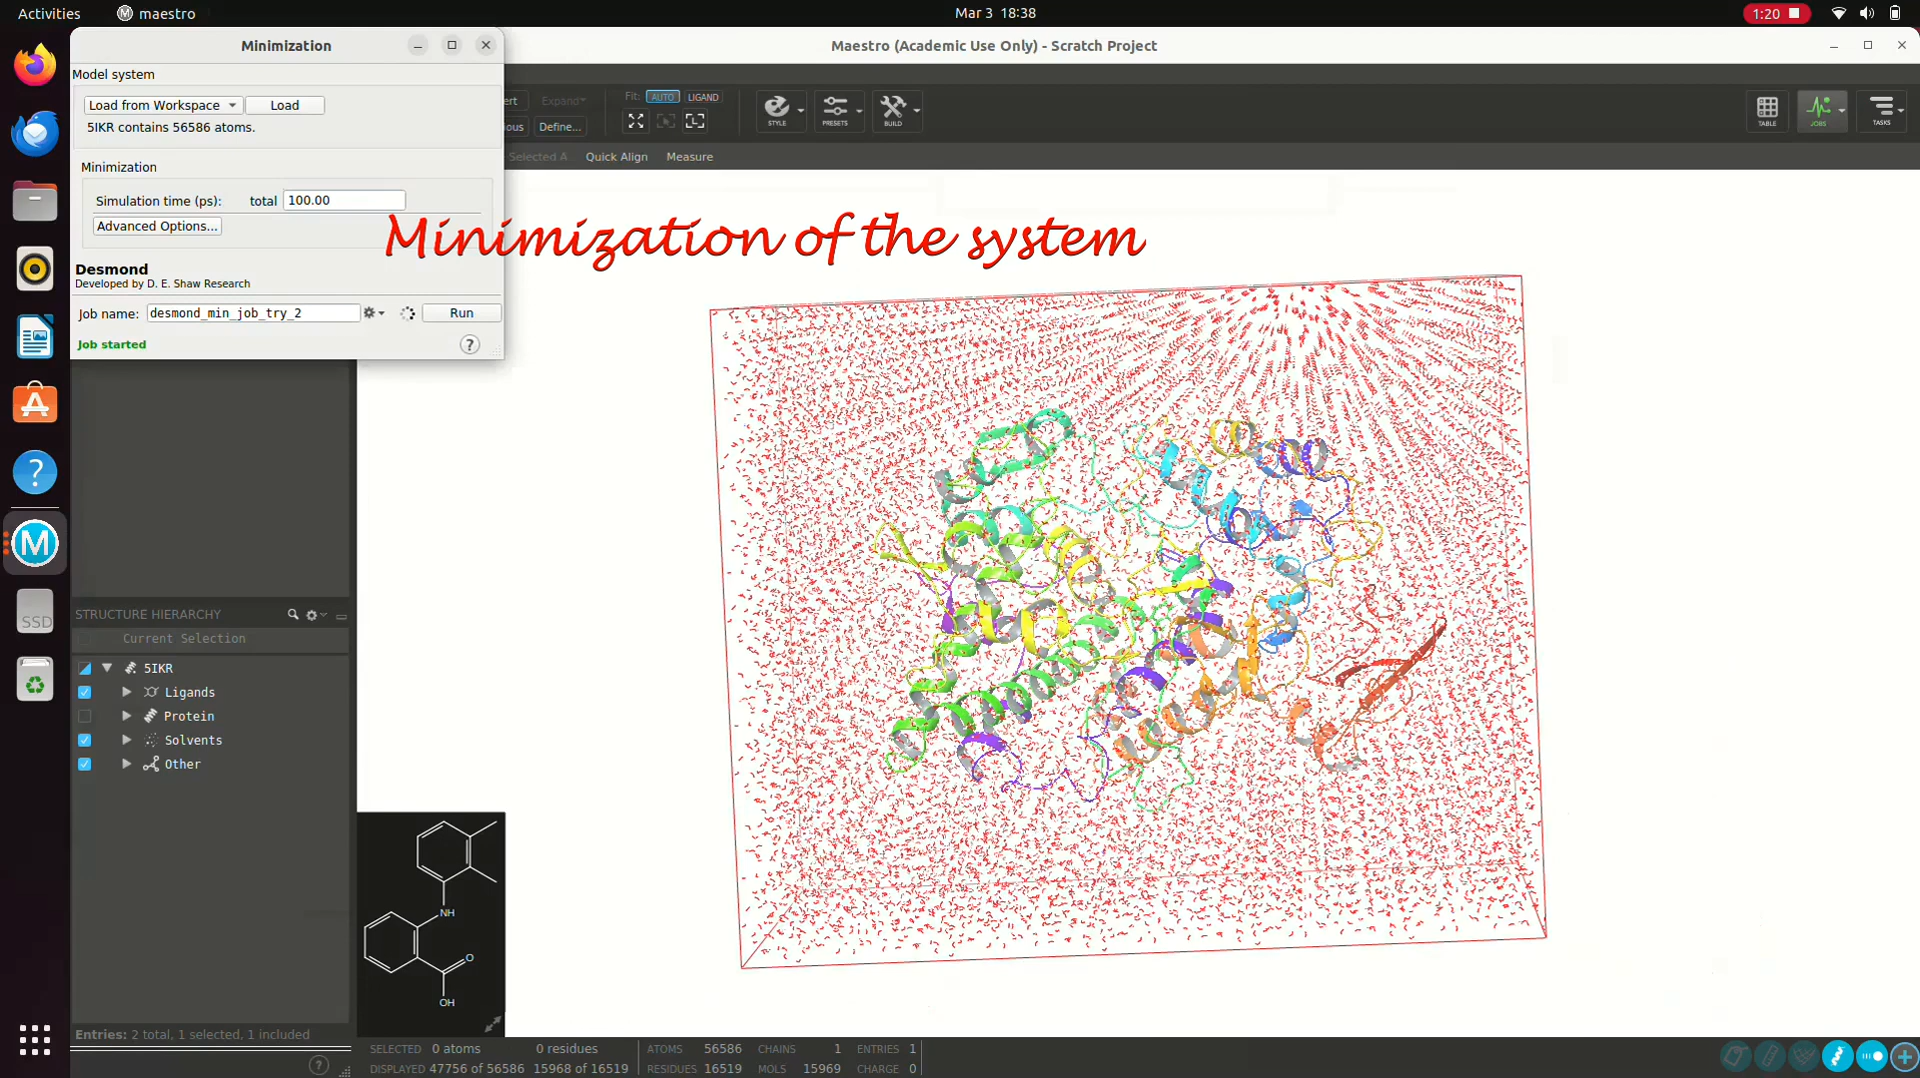 Activities maestro Mar 3 18:38 1:20
Minimization
Maestro (Academic Use Only) - Scratch Project
Model system
Load from Workspace Load
5IKR contains 56586 atoms.
Minimization
Simulation time (ps): total 100.00
Advanced Options...
Desmond
Developed by D. E. Shaw Research
Job name: desmond_min_job_try_2 Run
Job started ?
ert Expand
ious Define...
Fit: AUTO LIGAND
STYLE PRESETS BUILD
TABLE JOBS TASKS
Selected A Quick Align Measure
Minimization of the system
SSD
STRUCTURE HIERARCHY
Current Selection
5IKR
Ligands
Protein
Solvents
Other
NH
O
OH
Entries: 2 total, 1 selected, 1 included
?
SELECTED 0 atoms 0 residues ATOMS 56586 CHAINS 1 ENTRIES 1
DISPLAYED 47756 of 56586 15968 of 16519 RESIDUES 16519 MOLS 15969 CHARGE 0